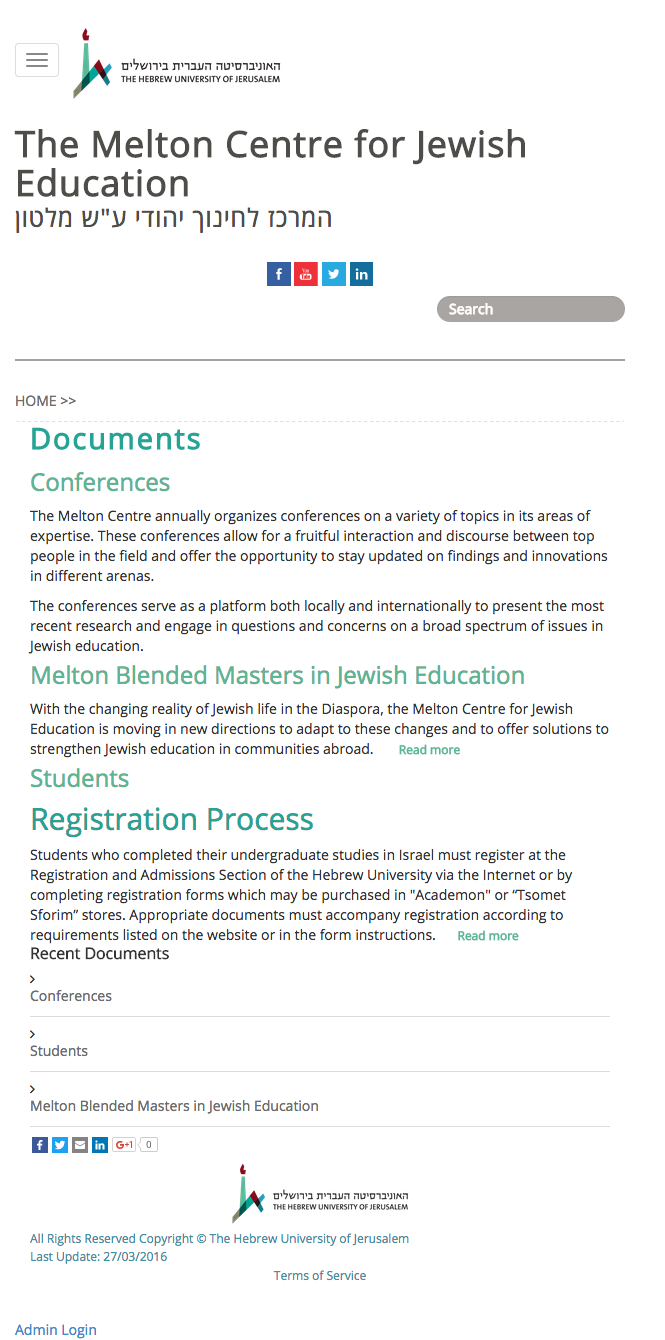 האוניברסיטה העברית בירושלים
THE HEBREW UNIVERSITY OF JERUSALEM
The Melton Centre for Jewish
Education
המרכז לחינוך יהודי ע"ש מלטון
f You Tube in
Search
HOME >>
Documents
Conferences
The Melton Centre annually organizes conferences on a variety of topics in its areas of
expertise. These conferences allow for a fruitful interaction and discourse between top
people in the field and offer the opportunity to stay updated on findings and innovations
in different arenas.
The conferences serve as a platform both locally and internationally to present the most
recent research and engage in questions and concerns on a broad spectrum of issues in
Jewish education.
Melton Blended Masters in Jewish Education
With the changing reality of Jewish life in the Diaspora, the Melton Centre for Jewish
Education is moving in new directions to adapt to these changes and to offer solutions to
strengthen Jewish education in communities abroad. Read more
Students
Registration Process
Students who completed their undergraduate studies in Israel must register at the
Registration and Admissions Section of the Hebrew University via the Internet or by
completing registration forms which may be purchased in "Academon" or “Tsomet
Sforim” stores. Appropriate documents must accompany registration according to
requirements listed on the website or in the form instructions. Read more
Recent Documents
Conferences
Students
Melton Blended Masters in Jewish Education
f in G+1 0
האוניברסיטה העברית בירושלים
THE HEBREW UNIVERSITY OF JERUSALEM
All Rights Reserved Copyright © The Hebrew University of Jerusalem
Last Update: 27/03/2016
Terms of Service
Admin Login